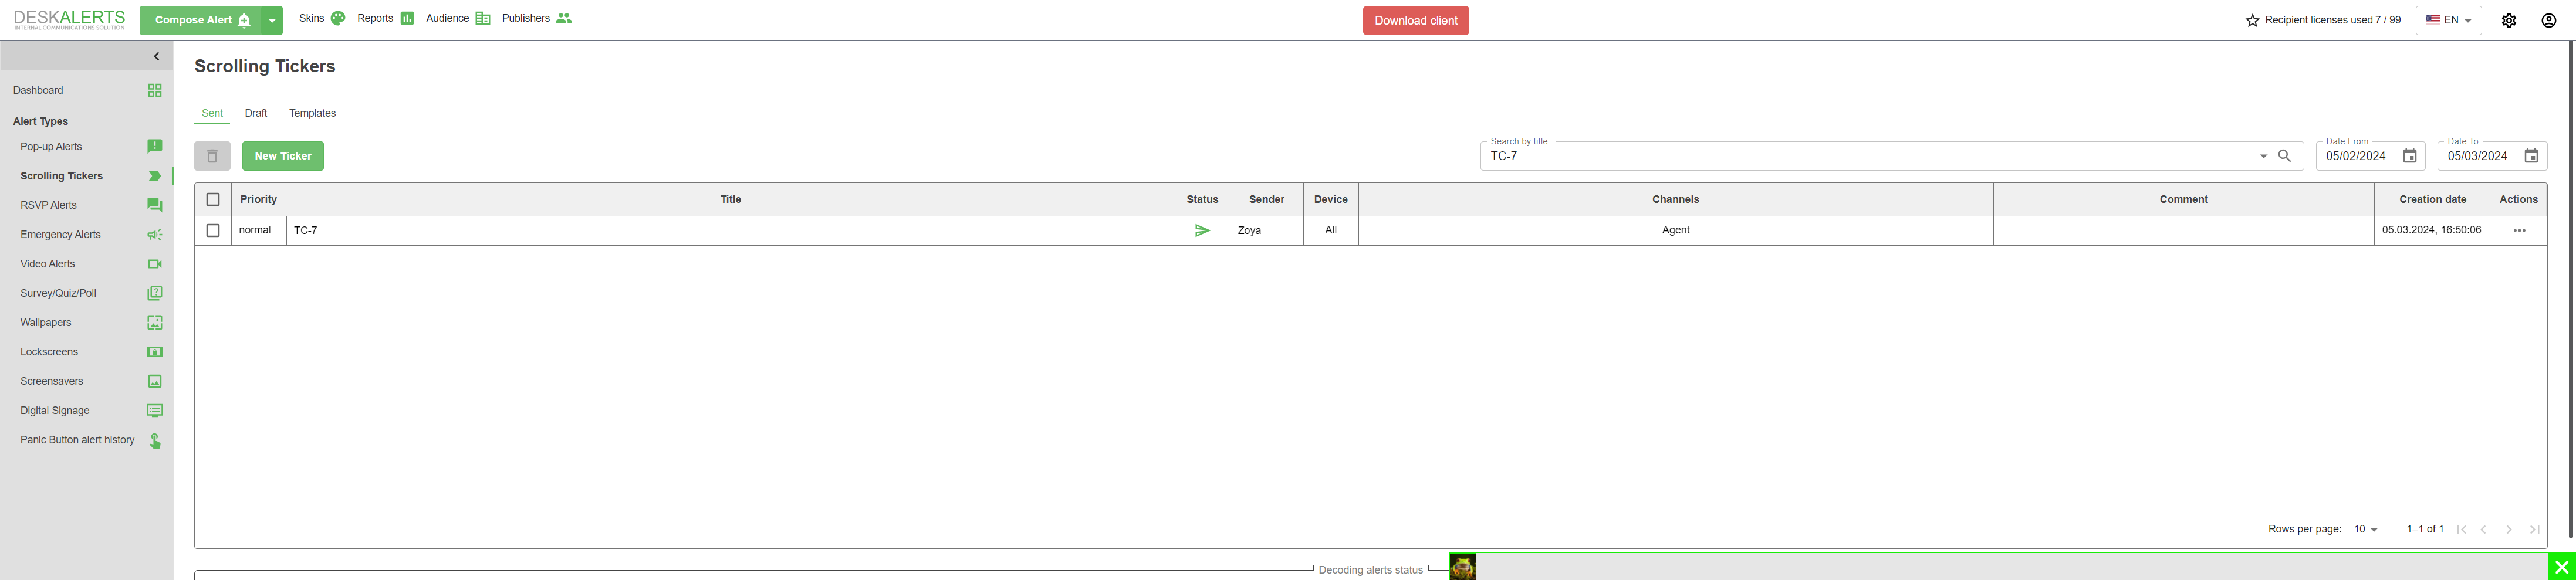 DESKALERTS
INTERNAL COMMUNICATIONS SOLUTION
Compose Alert
Skins
Reports
Audience
Publishers
Download client
Recipient licenses used 7 / 99
EN
Dashboard
Alert Types
Pop-up Alerts
Scrolling Tickers
RSVP Alerts
Emergency Alerts
Video Alerts
Survey/Quiz/Poll
Wallpapers
Lockscreens
Screensavers
Digital Signage
Panic Button alert history
Scrolling Tickers
Sent Draft Templates
New Ticker
Search by title
TC-7
Date From
05/02/2024
Date To
05/03/2024
Priority Title Status Sender Device Channels Comment Creation date Actions
normal TC-7 Zoya All Agent 05.03.2024, 16:50:06
Rows per page: 10 1–1 of 1
Decoding alerts status